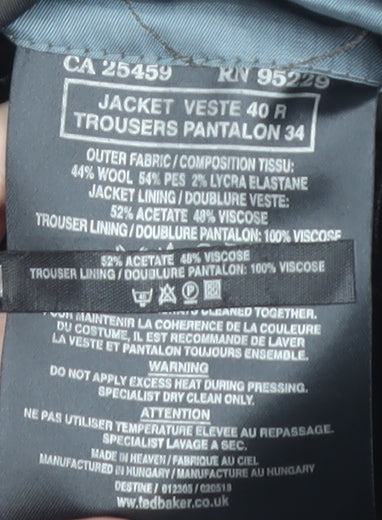 CA 25459 RN 95229
JACKET VESTE 40 R
TROUSERS PANTALON 34
OUTER FABRIC / COMPOSITION TISSU:
44% WOOL 54% PES 2% LYCRA ELASTANE
JACKET LINING / DOUBLURE VESTE:
52% ACETATE 48% VISCOSE
TROUSER LINING / DOUBLURE PANTALON: 100% VISCOSE
52% ACETATE 48% VISCOSE
TROUSER LINING / DOUBLURE PANTALON: 100% VISCOSE
CLEANED TOGETHER.
POUR MAINTENIR LA COHERENCE DE LA COULEURE
DU COSTUME, IL EST RECOMMANDE DE LAVER
LA VESTE ET PANTALON TOUJOURS ENSEMBLE.
WARNING
DO NOT APPLY EXCESS HEAT DURING PRESSING.
SPECIALIST DRY CLEAN ONLY.
ATTENTION
NE PAS UTILISER TEMPERATURE ELEVEE AU REPASSAGE.
SPECIALIST LAVAGE A SEC.
MADE IN HEAVEN / FABRIQUE AU CIEL
MANUFACTURED IN HUNGARY / MANUFACTURE AU HUNGARY
DESTINE / 012305 / 020518
www.tedbaker.co.uk